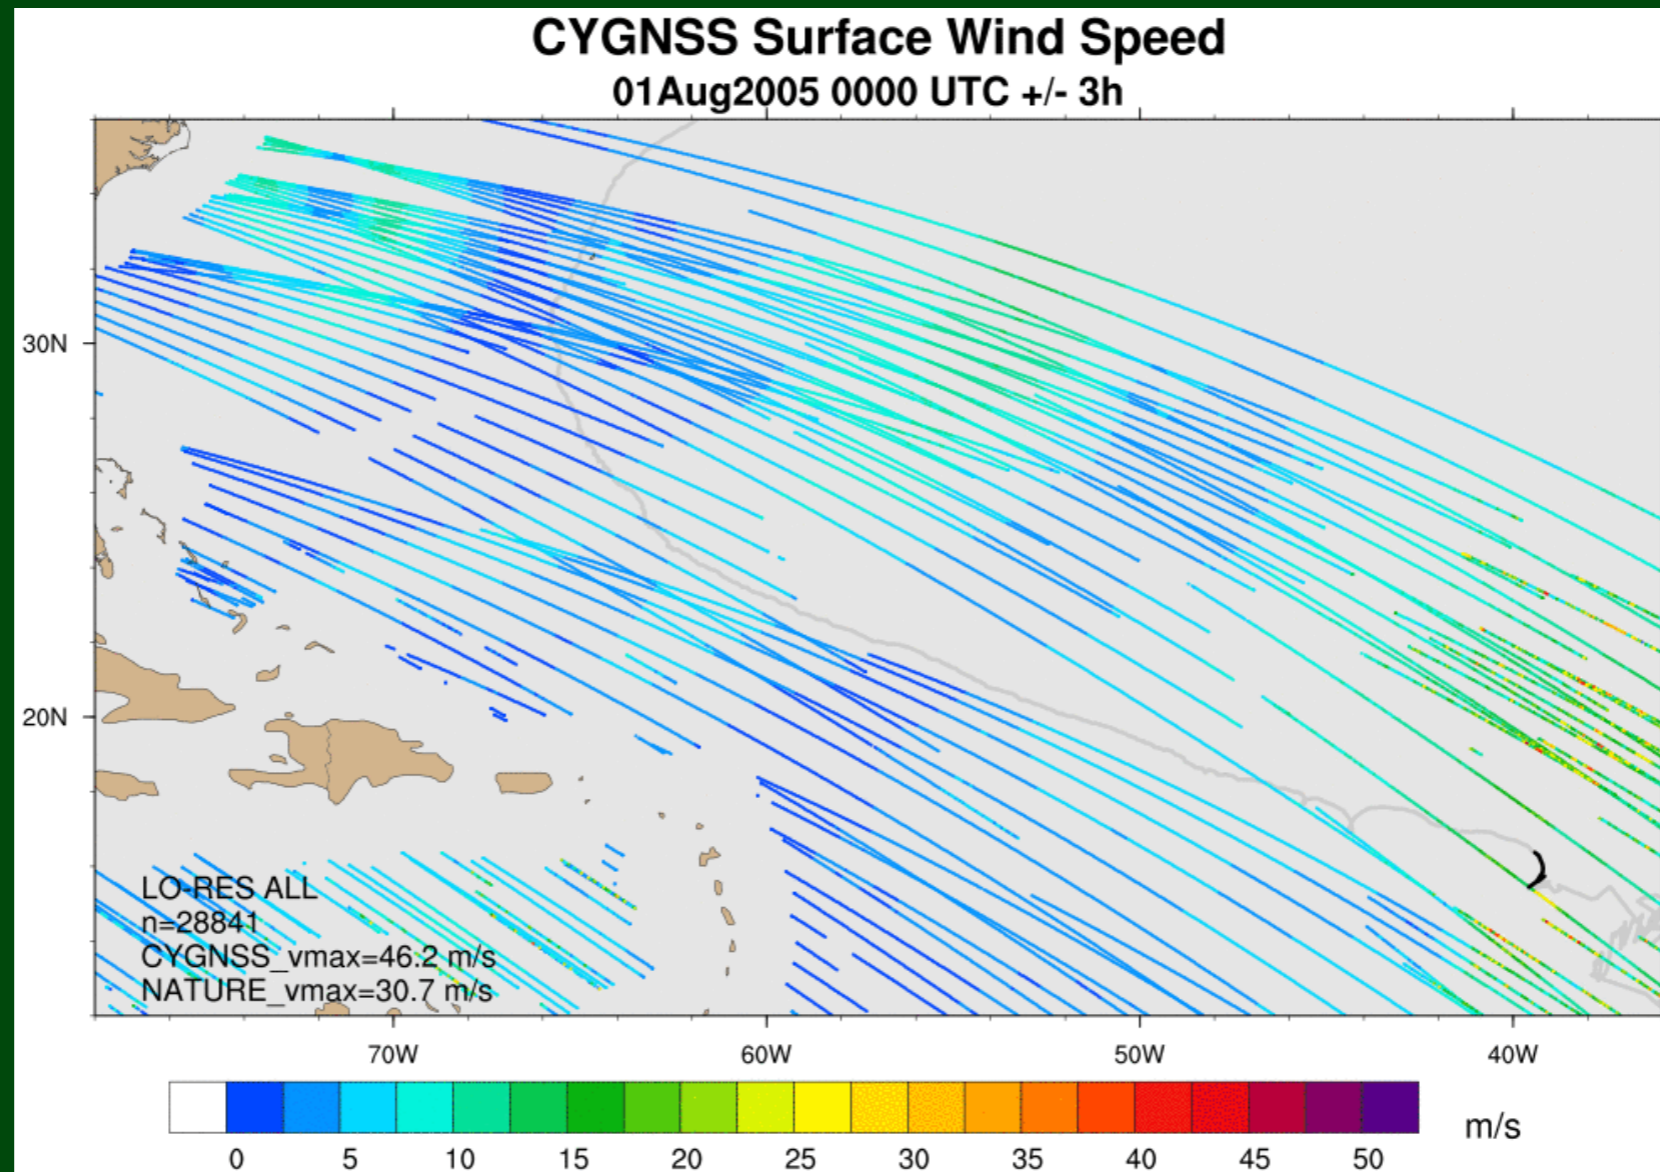 CYGNSS Surface Wind Speed
01Aug2005 0000 UTC +/- 3h
30N
20N
LO-RES ALL
n=28841
CYGNSS_vmax=46.2 m/s
NATURE_vmax=30.7 m/s
70W 60W 50W 40W
m/s
0 5 10 15 20 25 30 35 40 45 50